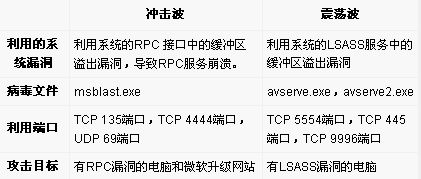 冲击波 震荡波
利用的系 利用系统的RPC 接口中的缓冲区 利用系统的LSASS服务中的
统漏洞 溢出漏洞，导致RPC服务崩溃。 缓冲区溢出漏洞
病毒文件 msblast.exe avserve.exe，avserve2.exe
利用端口 TCP 135端口，TCP 4444端口， TCP 5554端口，TCP 445
UDP 69端口 端口，TCP 9996端口
攻击目标 有RPC漏洞的电脑和微软升级网站 有LSASS漏洞的电脑